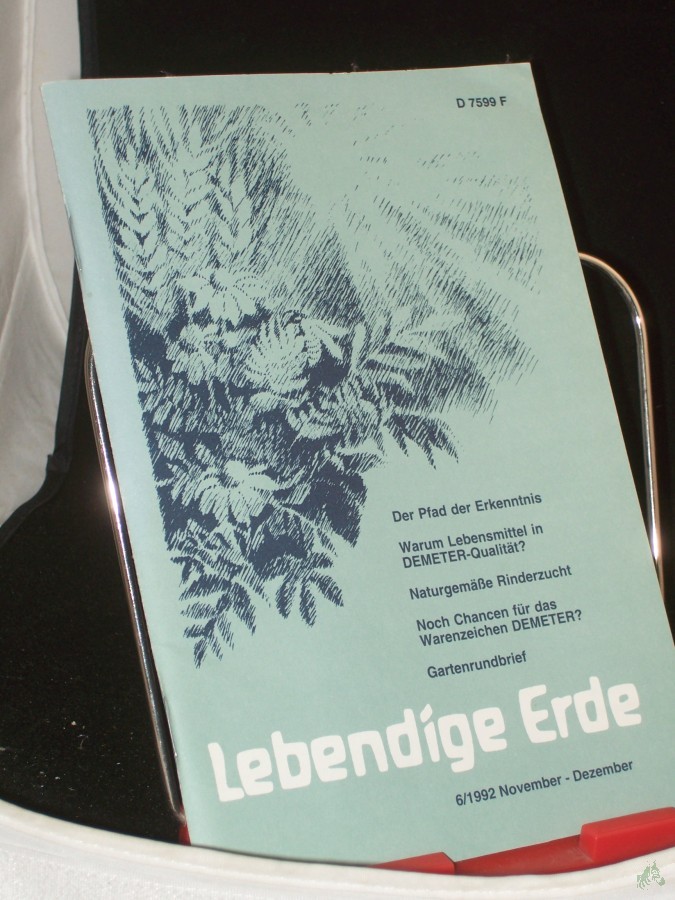 D 7599 F
Der Pfad der Erkenntnis
Warum Lebensmittel in
DEMETER-Qualität?
Naturgemäße Rinderzucht
Noch Chancen für das
Warenzeichen DEMETER?
Gartenrundbrief
Lebendige Erde
6/1992 November - Dezember